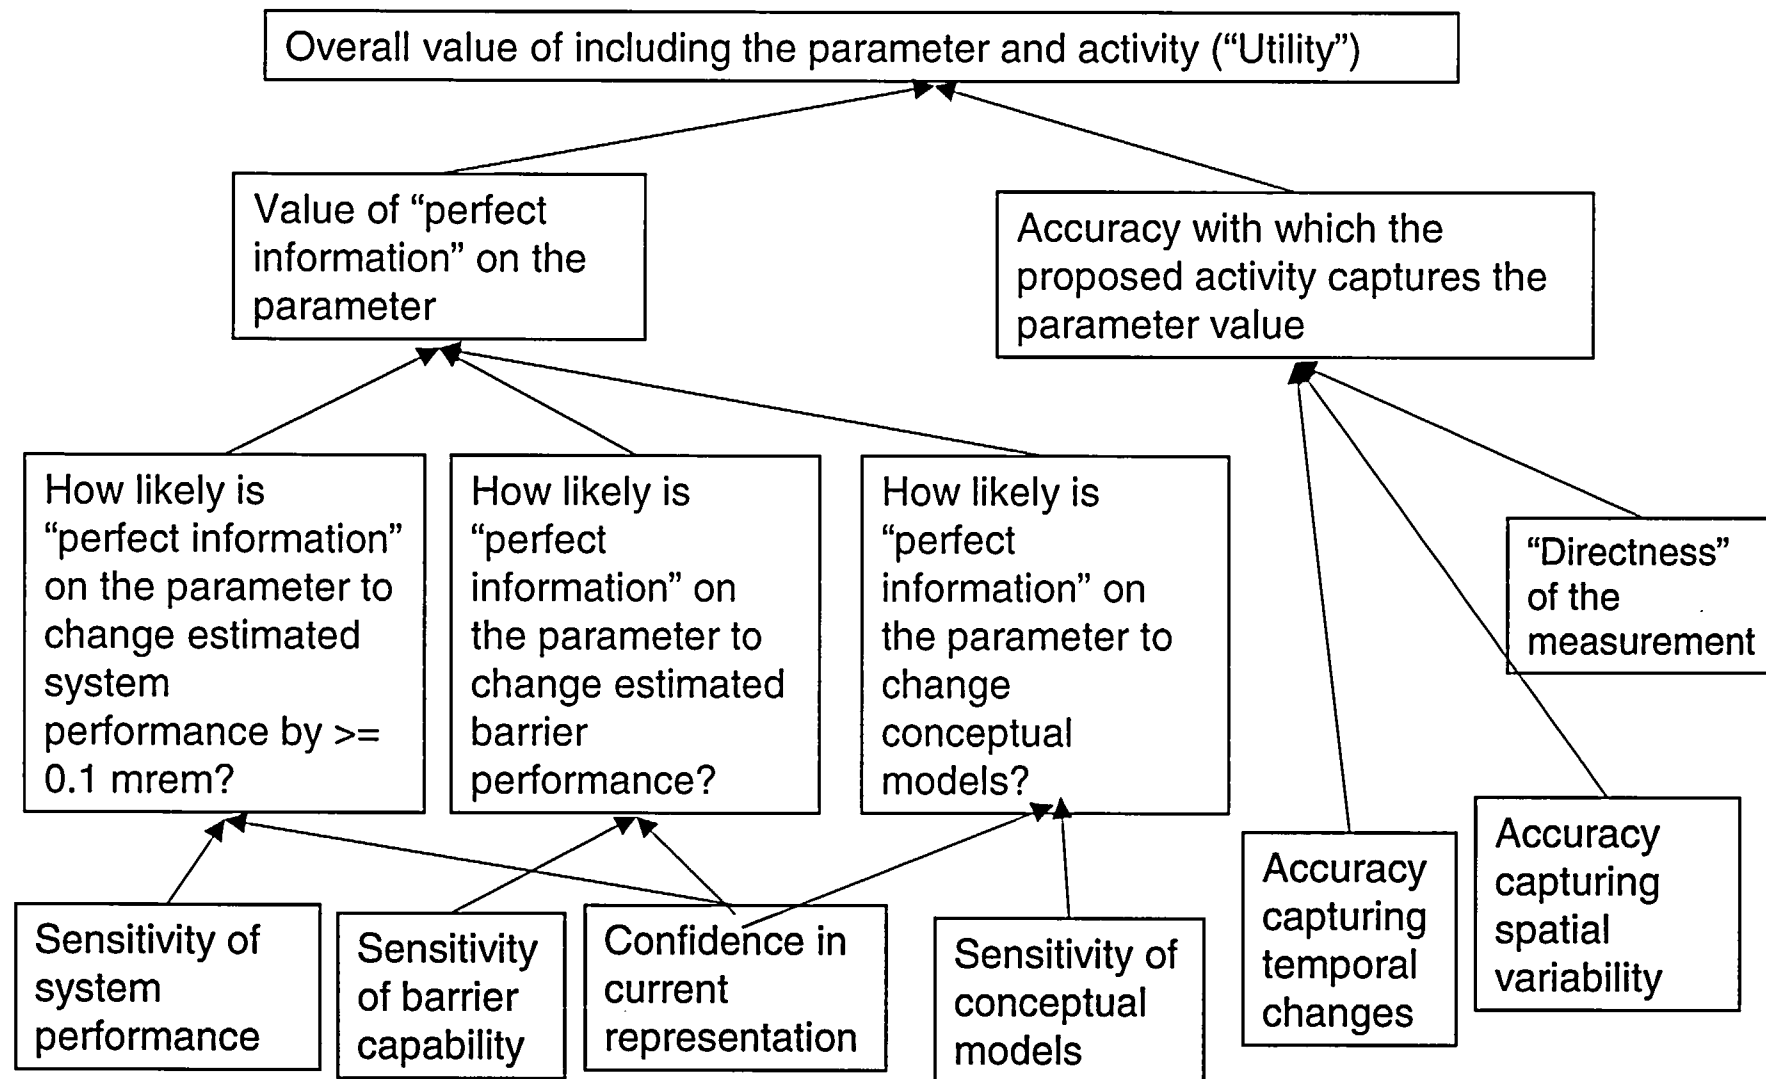 Overall value of including the parameter and activity (“Utility”)
Value of “perfect
information” on the
parameter
Accuracy with which the
proposed activity captures the
parameter value
How likely is
“perfect information”
on the parameter to
change estimated
system
performance by >=
0.1 mrem?
How likely is
“perfect
information” on
the parameter to
change estimated
barrier
performance?
How likely is
“perfect
information” on
the parameter to
change
conceptual
models?
“Directness”
of the
measurement
Sensitivity of
system
performance
Sensitivity
of barrier
capability
Confidence in
current
representation
Sensitivity of
conceptual
models
Accuracy
capturing
temporal
changes
Accuracy
capturing
spatial
variability